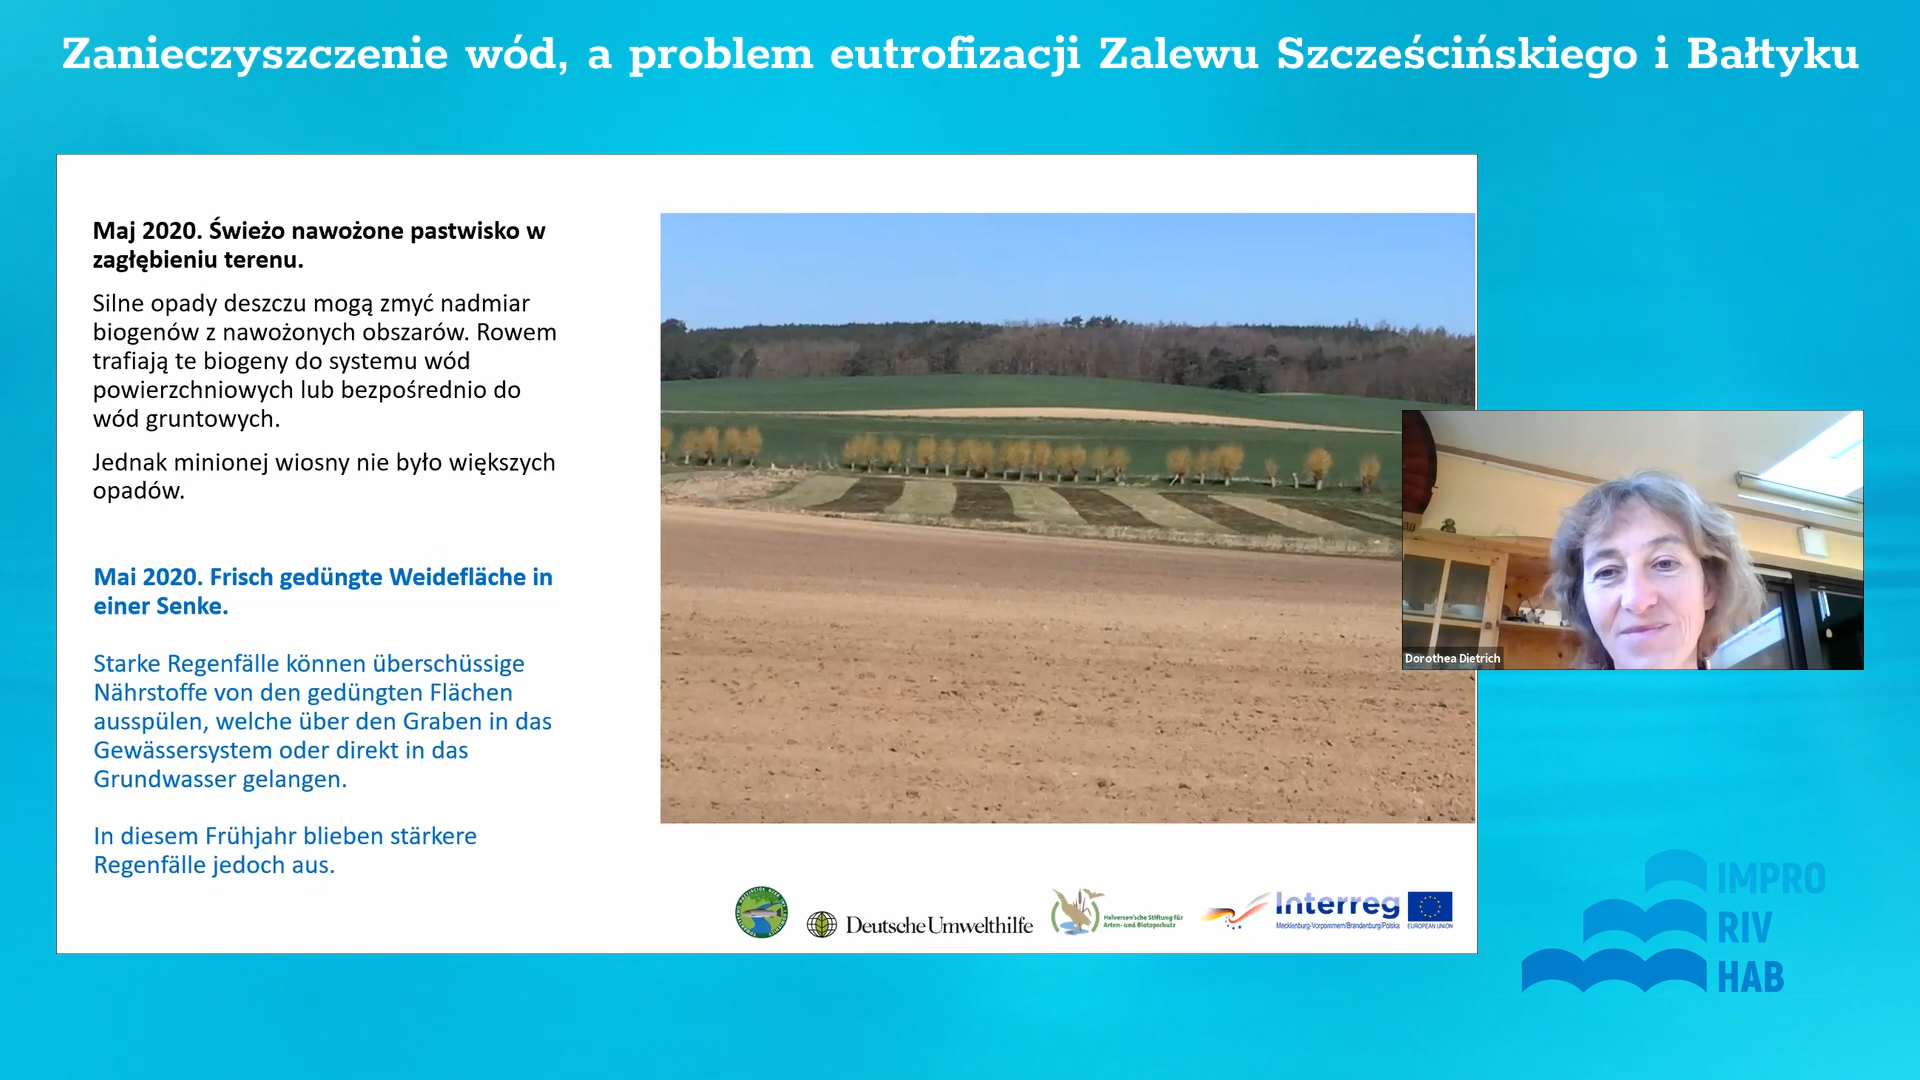 Zanieczyszczenie wód, a problem eutrofizacji Zalewu Szcześcińskiego i Bałtyku
Maj 2020. Świeżo nawożone pastwisko w
zagłębieniu terenu.
Silne opady deszczu mogą zmyć nadmiar
biogenów z nawożonych obszarów. Rowem
trafiają te biogeny do systemu wód
powierzchniowych lub bezpośrednio do
wód gruntowych.
Jednak minionej wiosny nie było większych
opadów.
Mai 2020. Frisch gedüngte Weidefläche in
einer Senke.
Starke Regenfälle können überschüssige
Nährstoffe von den gedüngten Flächen
ausspülen, welche über den Graben in das
Gewässersystem oder direkt in das
Grundwasser gelangen.
In diesem Frühjahr blieben stärkere
Regenfälle jedoch aus.
Dorothea Dietrich
Deutsche Umwelthilfe
Helversen'sche Stiftung für
Arten- und Biotopschutz
Interreg
Mecklenburg-Vorpommern/Brandenburg/Polska
EUROPEAN UNION
IMPRO
RIV
HAB